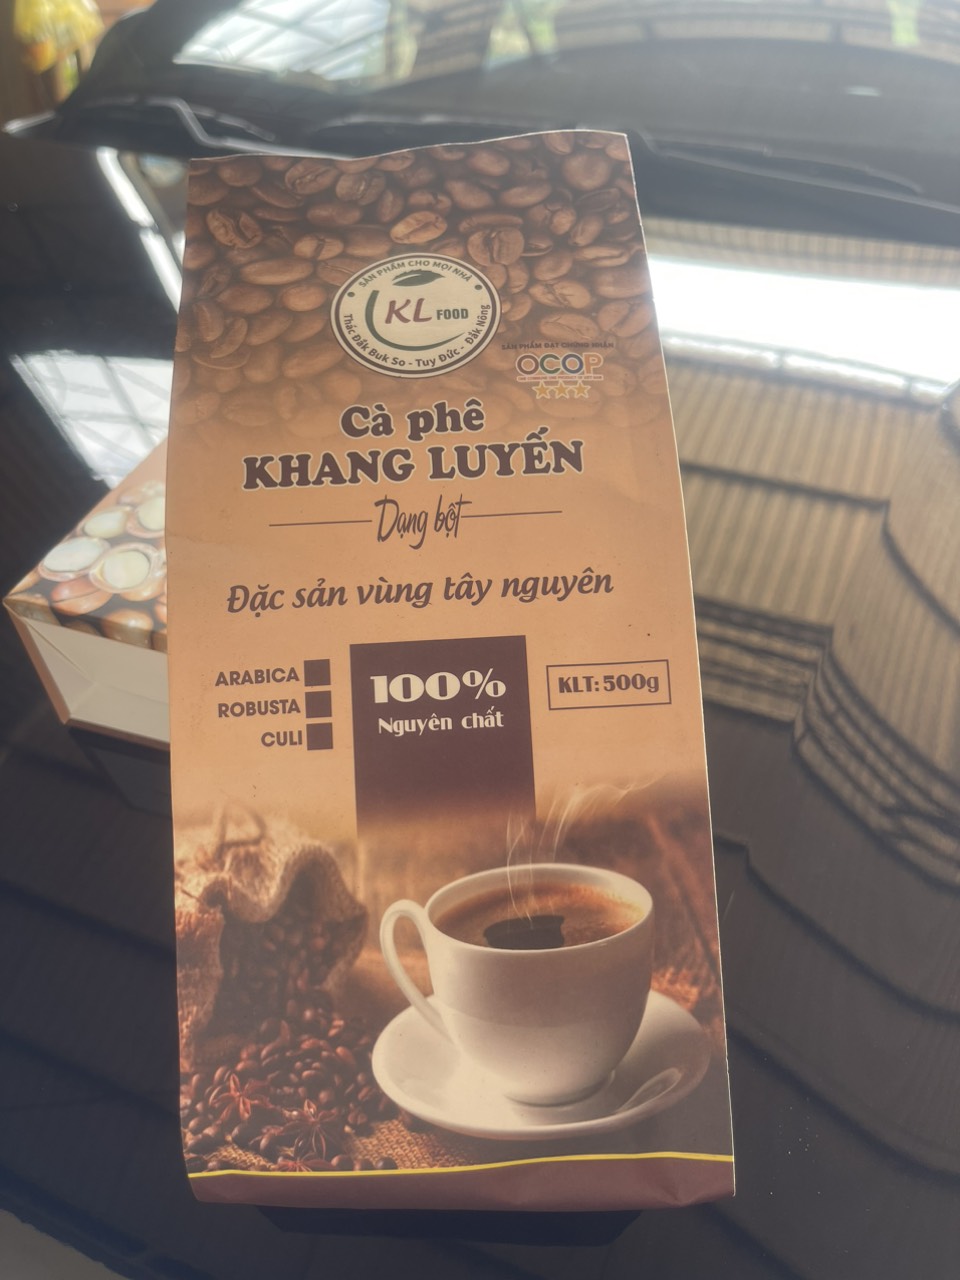 SẢN PHẨM CHO MỌI NHÀ
KL FOOD
Thác Đắk Buk So - Tuy Đức - Đắk Nông
SẢN PHẨM ĐẠT CHỨNG NHẬN
OCOP
Cà phê
KHANG LUYẾN
Dạng bột
Đặc sản vùng tây nguyên
ARABICA
ROBUSTA
CULI
100%
Nguyên chất
KLT: 500g